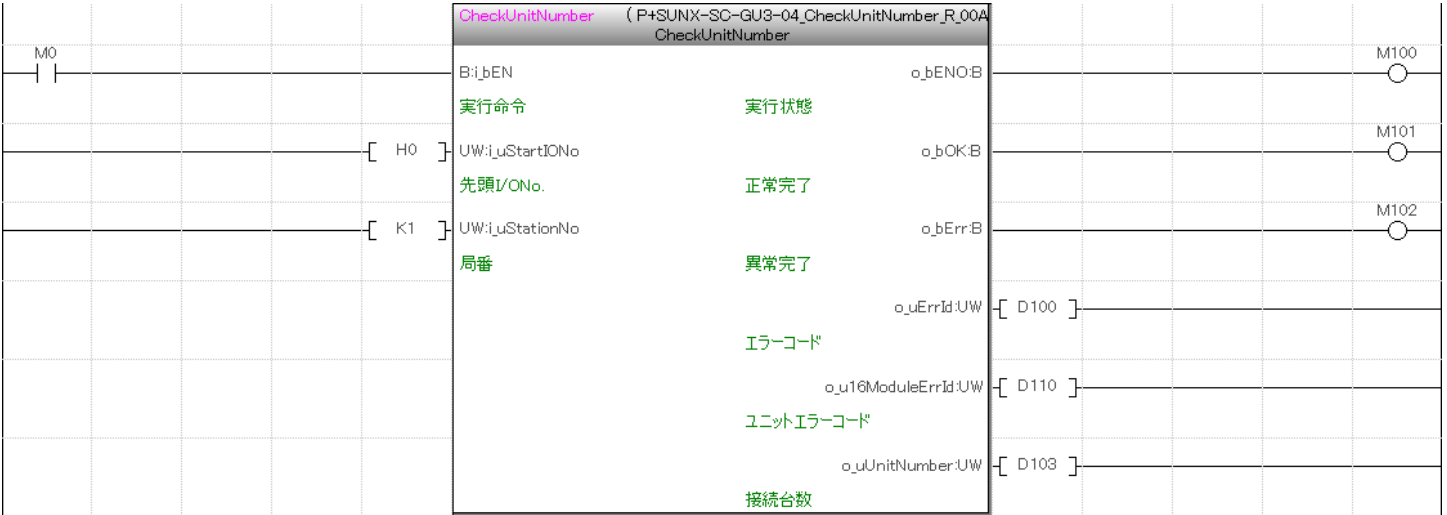 CheckUnitNumber (P+SUNX-SC-GU3-04_CheckUnitNumber_R_00A
CheckUnitNumber
M0
B:i_bEN
o_bENO:B
M100
実行命令
実行状態
H0
UW:i_uStartIONo
o_bOK:B
M101
先頭I/ONo.
正常完了
K1
UW:i_uStationNo
o_bErr:B
M102
局番
異常完了
o_uErrId:UW
D100
エラーコード
o_u16ModuleErrId:UW
D110
ユニットエラーコード
o_uUnitNumber:UW
D103
接続台数